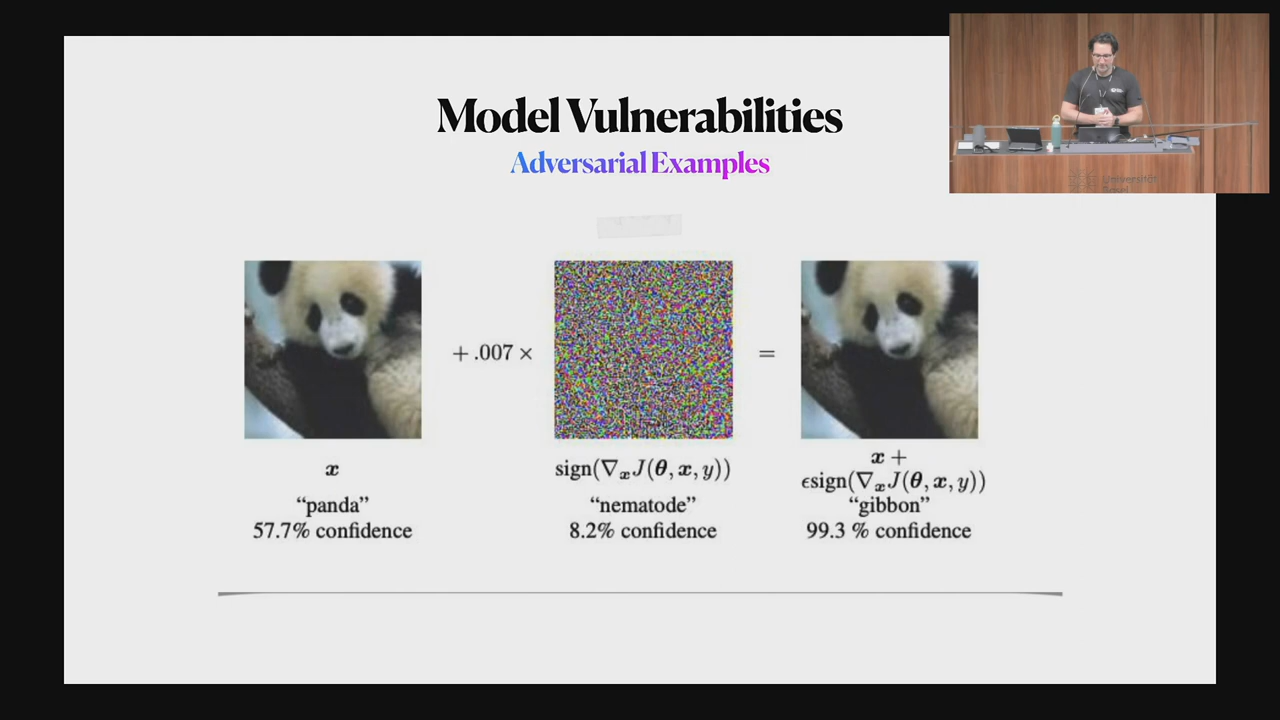 Model Vulnerabilities
Adversarial Examples
+ .007 ×
=
x
“panda”
57.7% confidence
sign(∇ₓJ(θ, x, y))
“nematode”
8.2% confidence
x +
ϵsign(∇ₓJ(θ, x, y))
“gibbon”
99.3 % confidence
Universität